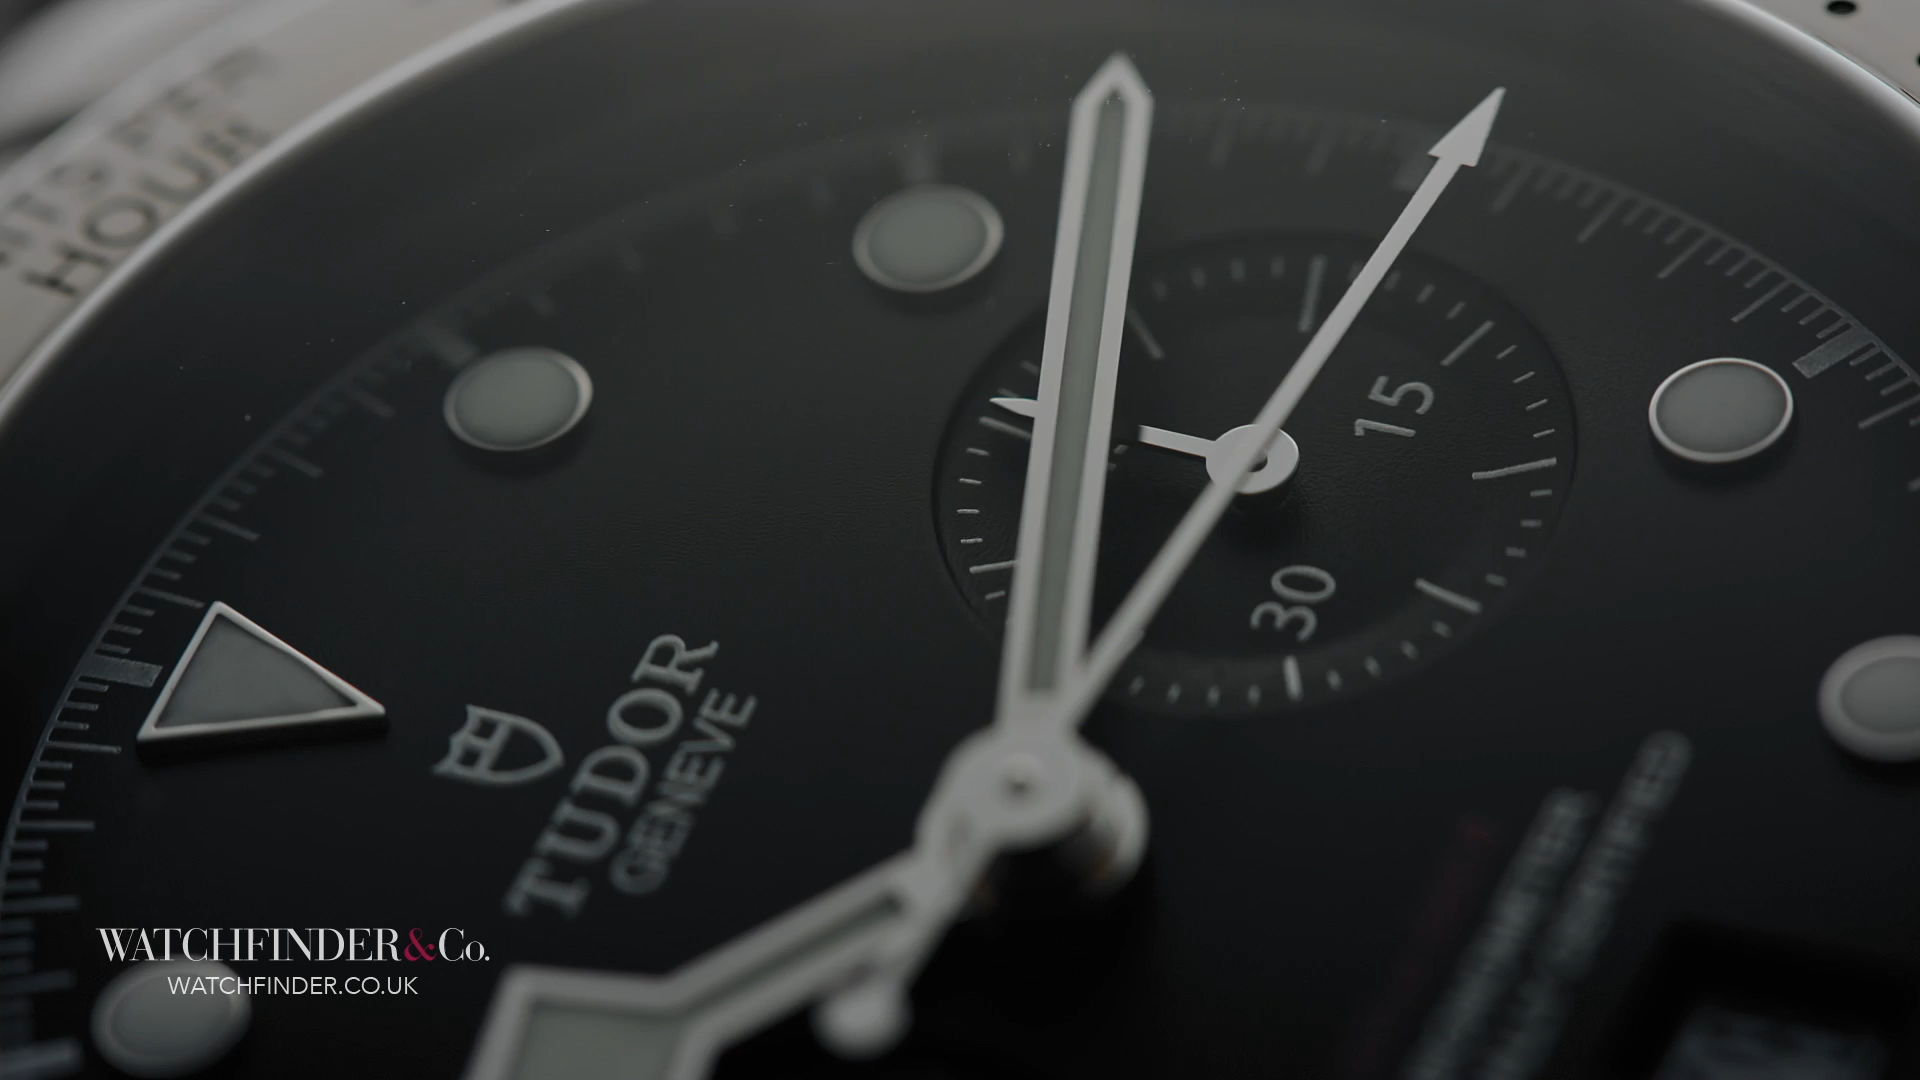 HOUR
15
30
TUDOR
GENEVE
WATCHFINDER&Co.
WATCHFINDER.CO.UK